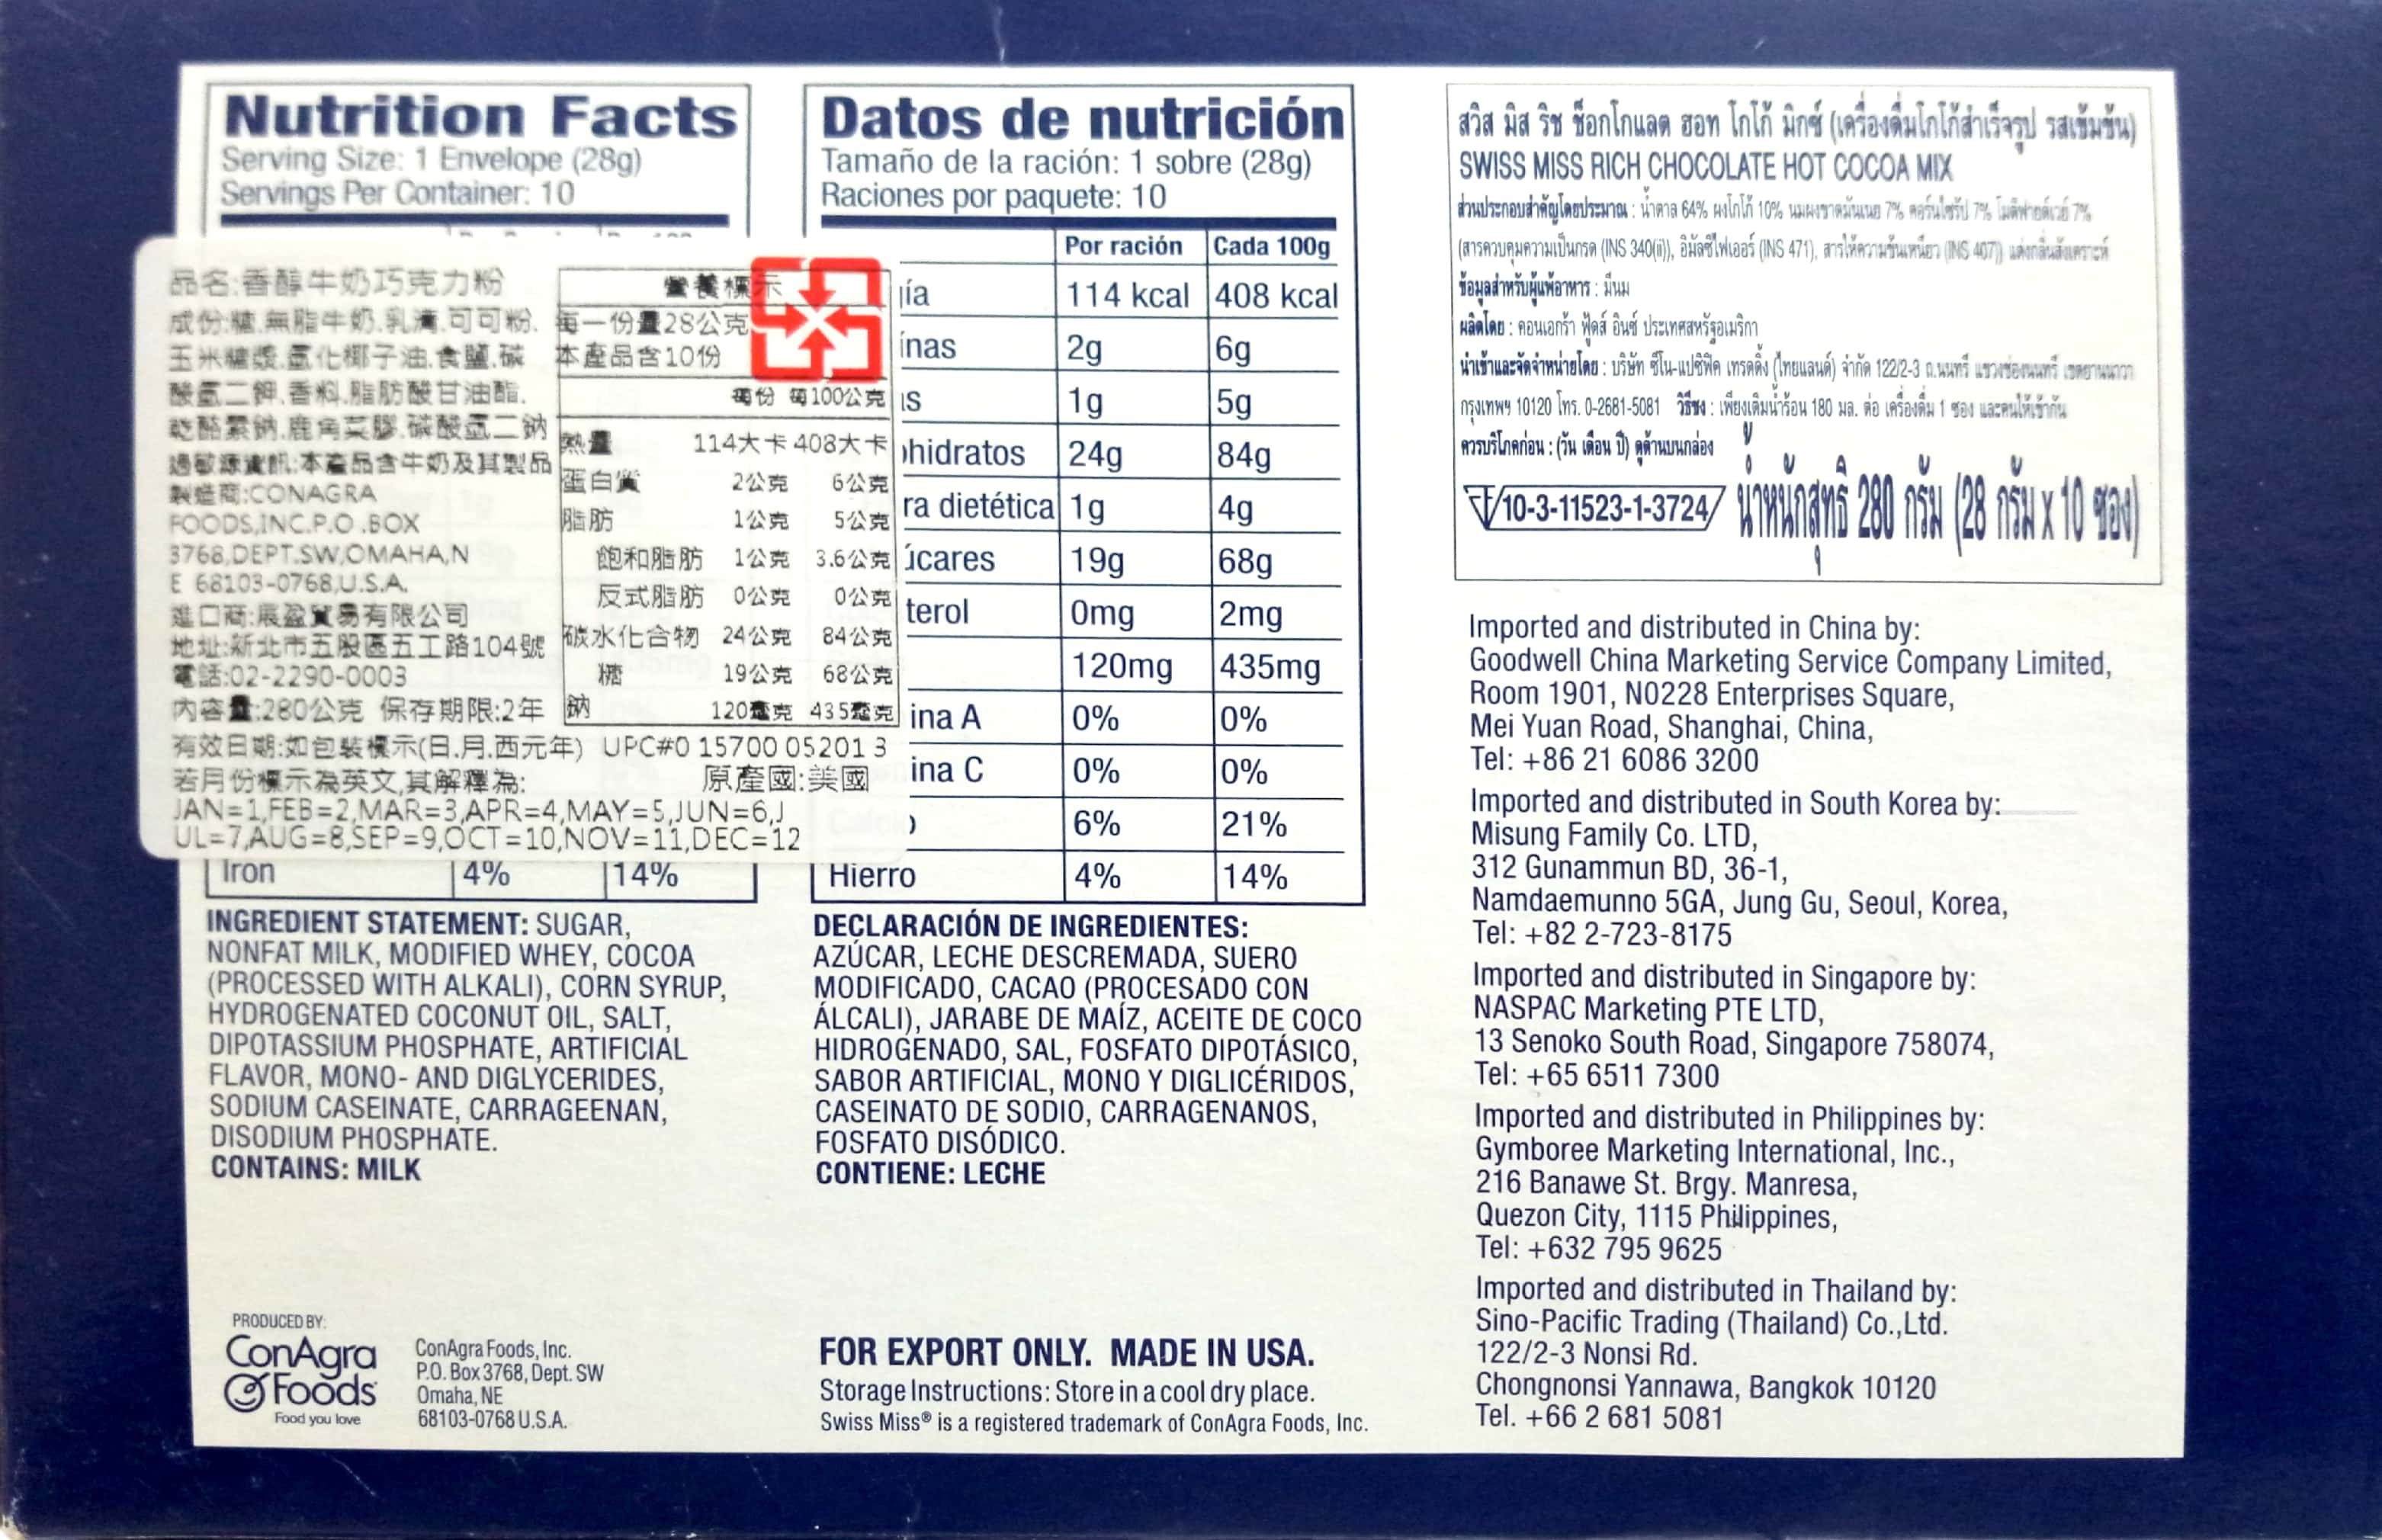 Nutrition Facts
Serving Size: 1 Envelope (28g)
Servings Per Container: 10
品名:香醇牛奶巧克力粉
成份:糖.無脂牛奶.乳清.可可粉.
玉米糖漿.氫化椰子油.食鹽.磷
酸氫二鉀.香料.脂肪酸甘油酯.
乾酪素鈉.鹿角菜膠.磷酸氫二鈉
過敏源資訊:本產品含牛奶及其製品
製造商:CONAGRA
FOODS,INC.P.O.BOX
3768,DEPT.SW,OMAHA,N
E 68103-0768,U.S.A.
進口商:展盈貿易有限公司
地址:新北市五股區五工路104號
電話:02-2290-0003
內容量:280公克 保存期限:2年
有效日期:如包裝標示(日.月.西元年) UPC#0 15700 05201 3
若月份標示為英文,其解釋為: 原產國:美國
JAN=1,FEB=2,MAR=3,APR=4,MAY=5,JUN=6,J
UL=7,AUG=8,SEP=9,OCT=10,NOV=11,DEC=12
營養標示
每一份量28公克
本產品含10份
每份 每100公克
熱量 114大卡 408大卡
蛋白質 2公克 6公克
脂肪 1公克 5公克
飽和脂肪 1公克 3.6公克
反式脂肪 0公克 0公克
碳水化合物 24公克 84公克
糖 19公克 68公克
鈉 120毫克 435毫克
Iron 4% 14%
INGREDIENT STATEMENT: SUGAR,
NONFAT MILK, MODIFIED WHEY, COCOA
(PROCESSED WITH ALKALI), CORN SYRUP,
HYDROGENATED COCONUT OIL, SALT,
DIPOTASSIUM PHOSPHATE, ARTIFICIAL
FLAVOR, MONO- AND DIGLYCERIDES,
SODIUM CASEINATE, CARRAGEENAN,
DISODIUM PHOSPHATE.
CONTAINS: MILK
PRODUCED BY:
ConAgra
Foods
Food you love
ConAgra Foods, Inc.
P.O. Box 3768, Dept. SW
Omaha, NE
68103-0768 U.S.A.
Datos de nutrición
Tamaño de la ración: 1 sobre (28g)
Raciones por paquete: 10
Por ración Cada 100g
ía 114 kcal 408 kcal
ínas 2g 6g
s 1g 5g
hidratos 24g 84g
ra dietética 1g 4g
úcares 19g 68g
terol 0mg 2mg
120mg 435mg
ina A 0% 0%
ina C 0% 0%
6% 21%
Hierro 4% 14%
DECLARACIÓN DE INGREDIENTES:
AZÚCAR, LECHE DESCREMADA, SUERO
MODIFICADO, CACAO (PROCESADO CON
ÁLCALI), JARABE DE MAÍZ, ACEITE DE COCO
HIDROGENADO, SAL, FOSFATO DIPOTÁSICO,
SABOR ARTIFICIAL, MONO Y DIGLICÉRIDOS,
CASEINATO DE SODIO, CARRAGENANOS,
FOSFATO DISÓDICO.
CONTIENE: LECHE
FOR EXPORT ONLY. MADE IN USA.
Storage Instructions: Store in a cool dry place.
Swiss Miss® is a registered trademark of ConAgra Foods, Inc.
สวิส มิส ริช ช็อกโกแลต ฮอท โกโก้ มิกซ์ (เครื่องดื่มโกโก้สำเร็จรูป รสเข้มข้น)
SWISS MISS RICH CHOCOLATE HOT COCOA MIX
ส่วนประกอบสำคัญโดยประมาณ : น้ำตาล 64% ผงโกโก้ 10% นมผงขาดมันเนย 7% คอร์นไซรัป 7% โมดิฟายด์เวย์ 7%
(สารควบคุมความเป็นกรด (INS 340(ii)), อิมัลซิไฟเออร์ (INS 471), สารให้ความข้นเหนียว (INS 407)) แต่งกลิ่นสังเคราะห์
ข้อมูลสำหรับผู้แพ้อาหาร : มีนม
ผลิตโดย : คอนเอกร้า ฟู้ดส์ อิงค์ ประเทศสหรัฐอเมริกา
นำเข้าและจัดจำหน่ายโดย : บริษัท ซีโน-แปซิฟิค เทรดดิ้ง (ไทยแลนด์) จำกัด 122/2-3 ถ.นนทรี แขวงช่องนนทรี เขตยานนาวา
กรุงเทพฯ 10120 โทร. 0-2681-5081 วิธีชง : เพียงเติมน้ำร้อน 180 มล. ต่อ เครื่องดื่ม 1 ซอง และคนให้เข้ากัน
ควรบริโภคก่อน : (วัน เดือน ปี) ดูด้านบนกล่อง
10-3-11523-1-3724 น้ำหนักสุทธิ 280 กรัม (28 กรัม x 10 ซอง)
Imported and distributed in China by:
Goodwell China Marketing Service Company Limited,
Room 1901, N0228 Enterprises Square,
Mei Yuan Road, Shanghai, China,
Tel: +86 21 6086 3200
Imported and distributed in South Korea by:
Misung Family Co. LTD,
312 Gunammun BD, 36-1,
Namdaemunno 5GA, Jung Gu, Seoul, Korea,
Tel: +82 2-723-8175
Imported and distributed in Singapore by:
NASPAC Marketing PTE LTD,
13 Senoko South Road, Singapore 758074,
Tel: +65 6511 7300
Imported and distributed in Philippines by:
Gymboree Marketing International, Inc.,
216 Banawe St. Brgy. Manresa,
Quezon City, 1115 Philippines,
Tel: +632 795 9625
Imported and distributed in Thailand by:
Sino-Pacific Trading (Thailand) Co.,Ltd.
122/2-3 Nonsi Rd.
Chongnonsi Yannawa, Bangkok 10120
Tel. +66 2 681 5081